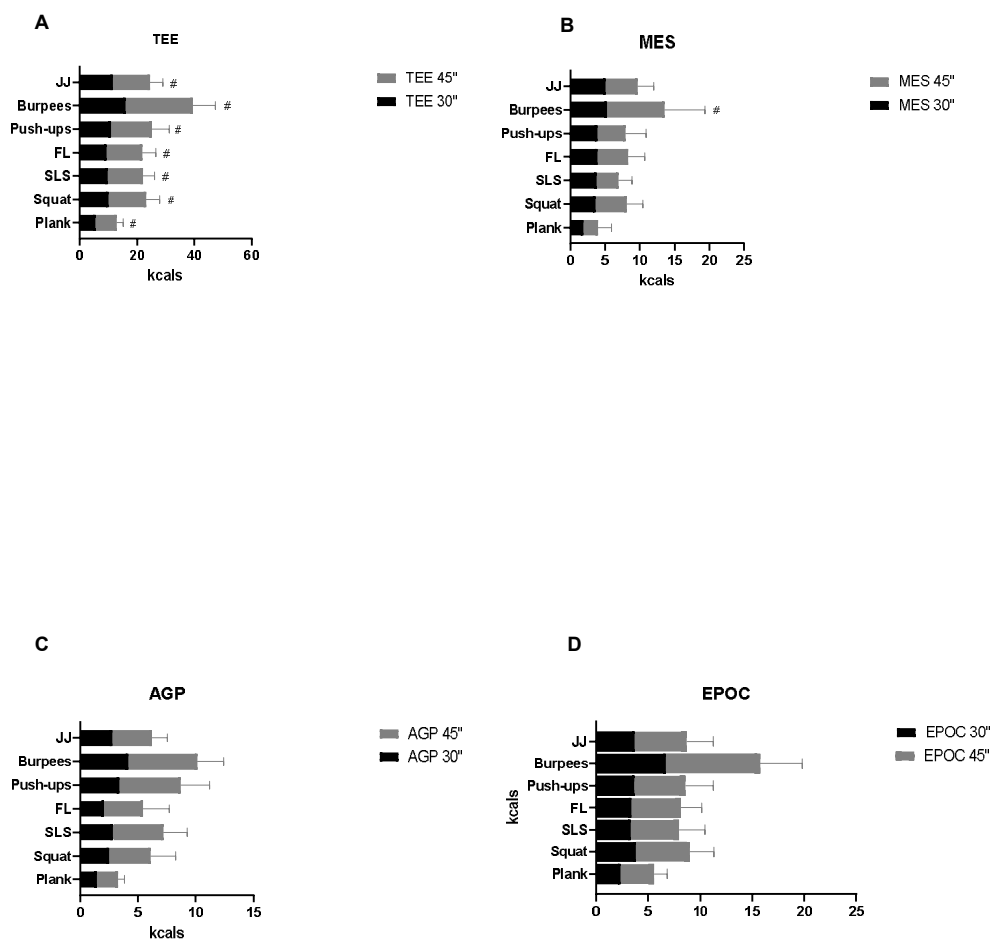 A
TEE
JJ
Burpees
Push-ups
FL
SLS
Squat
Plank
#
#
#
#
#
#
#
0 20 40 60
kcals
TEE 45"
TEE 30"
B
MES
JJ
Burpees
Push-ups
FL
SLS
Squat
Plank
#
0 5 10 15 20 25
kcals
MES 45"
MES 30"
C
AGP
JJ
Burpees
Push-ups
FL
SLS
Squat
Plank
0 5 10 15
kcals
AGP 45"
AGP 30"
D
EPOC
kcals
JJ
Burpees
Push-ups
FL
SLS
Squat
Plank
0 5 10 15 20 25
EPOC 30"
EPOC 45"